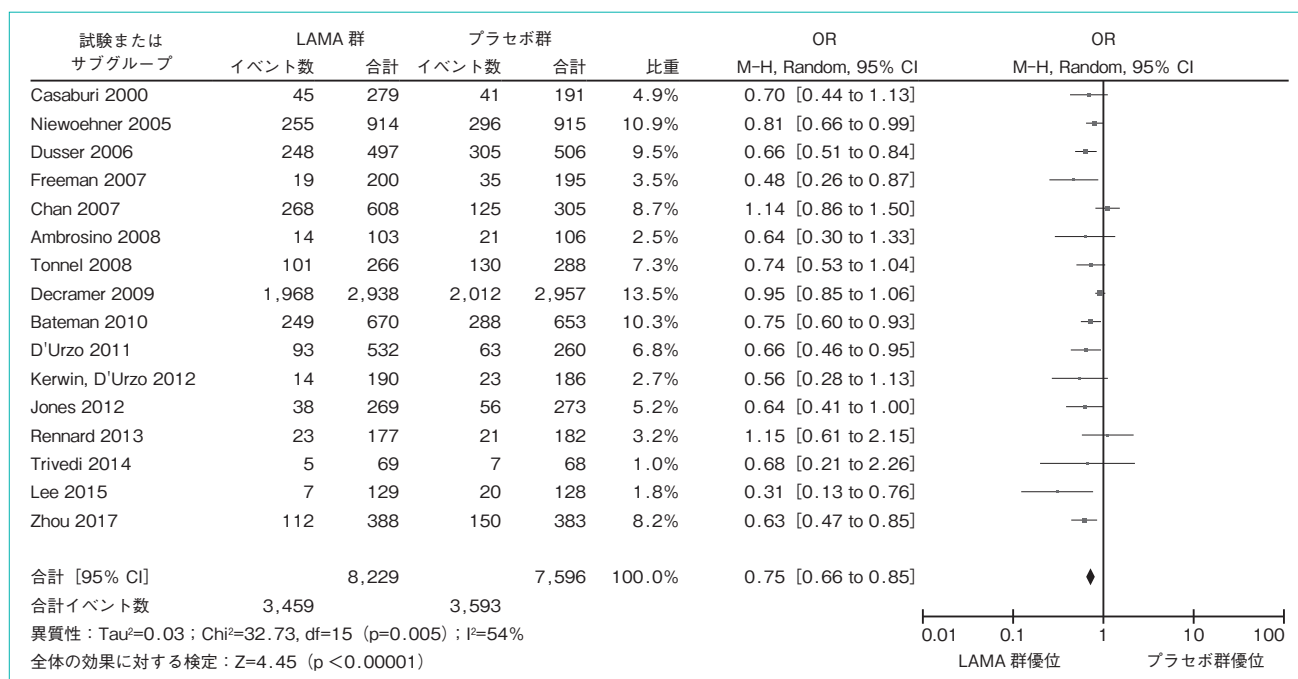 試験または サブグループ LAMA 群 プラセボ群 OR OR
イベント数 合計 イベント数 合計 比重 M-H, Random, 95% CI M-H, Random, 95% CI
Casaburi 2000 45 279 41 191 4.9% 0.70 [0.44 to 1.13]
Niewoehner 2005 255 914 296 915 10.9% 0.81 [0.66 to 0.99]
Dusser 2006 248 497 305 506 9.5% 0.66 [0.51 to 0.84]
Freeman 2007 19 200 35 195 3.5% 0.48 [0.26 to 0.87]
Chan 2007 268 608 125 305 8.7% 1.14 [0.86 to 1.50]
Ambrosino 2008 14 103 21 106 2.5% 0.64 [0.30 to 1.33]
Tonnel 2008 101 266 130 288 7.3% 0.74 [0.53 to 1.04]
Decramer 2009 1,968 2,938 2,012 2,957 13.5% 0.95 [0.85 to 1.06]
Bateman 2010 249 670 288 653 10.3% 0.75 [0.60 to 0.93]
D'Urzo 2011 93 532 63 260 6.8% 0.66 [0.46 to 0.95]
Kerwin, D'Urzo 2012 14 190 23 186 2.7% 0.56 [0.28 to 1.13]
Jones 2012 38 269 56 273 5.2% 0.64 [0.41 to 1.00]
Rennard 2013 23 177 21 182 3.2% 1.15 [0.61 to 2.15]
Trivedi 2014 5 69 7 68 1.0% 0.68 [0.21 to 2.26]
Lee 2015 7 129 20 128 1.8% 0.31 [0.13 to 0.76]
Zhou 2017 112 388 150 383 8.2% 0.63 [0.47 to 0.85]
合計 [95% CI] 8,229 7,596 100.0% 0.75 [0.66 to 0.85]
合計イベント数 3,459 3,593
異質性：Tau²=0.03；Chi²=32.73, df=15 (p=0.005)；I²=54%
全体の効果に対する検定：Z=4.45 (p <0.00001)
0.01 0.1 1 10 100
LAMA 群優位 プラセボ群優位